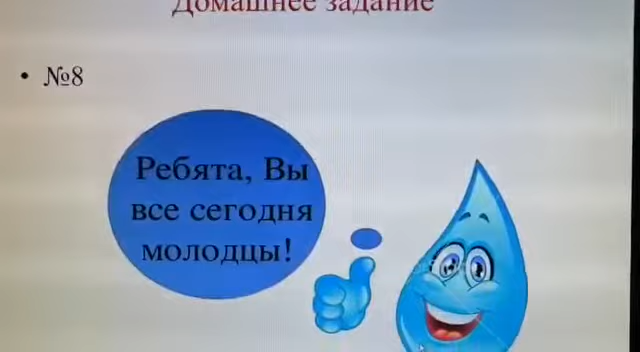 Домашнее задание
• №8
Ребята, Вы
все сегодня
молодцы!